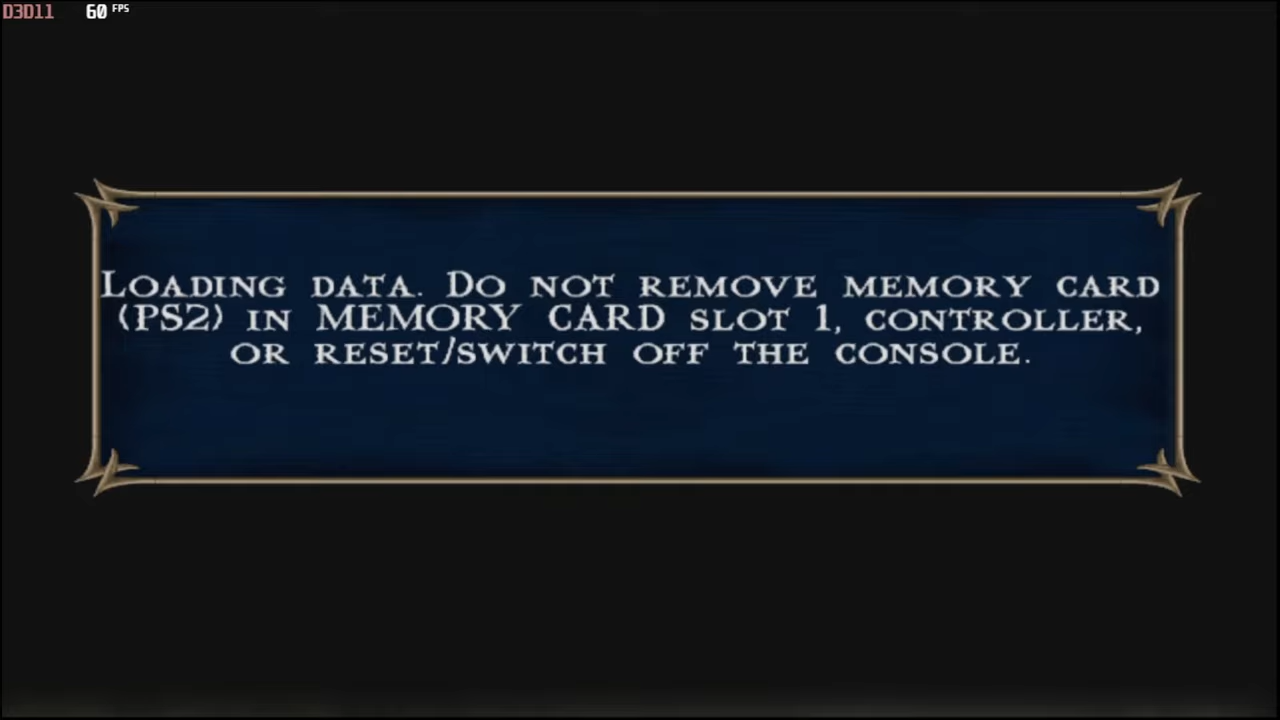 D3D11 60 FPS
Loading data. Do not remove memory card
(PS2) in MEMORY CARD slot 1, controller,
or reset/switch off the console.